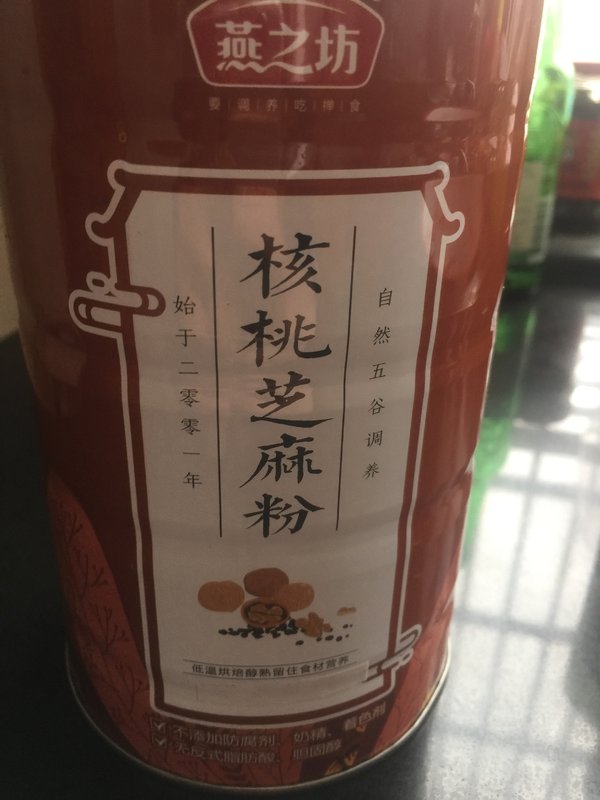 燕之坊
要调养吃禅食
自然五谷调养
核桃芝麻粉
始于二零零一年
低温烘焙醇熟留住食材营养
不添加防腐剂、奶精、着色剂
无反式脂肪酸、胆固醇